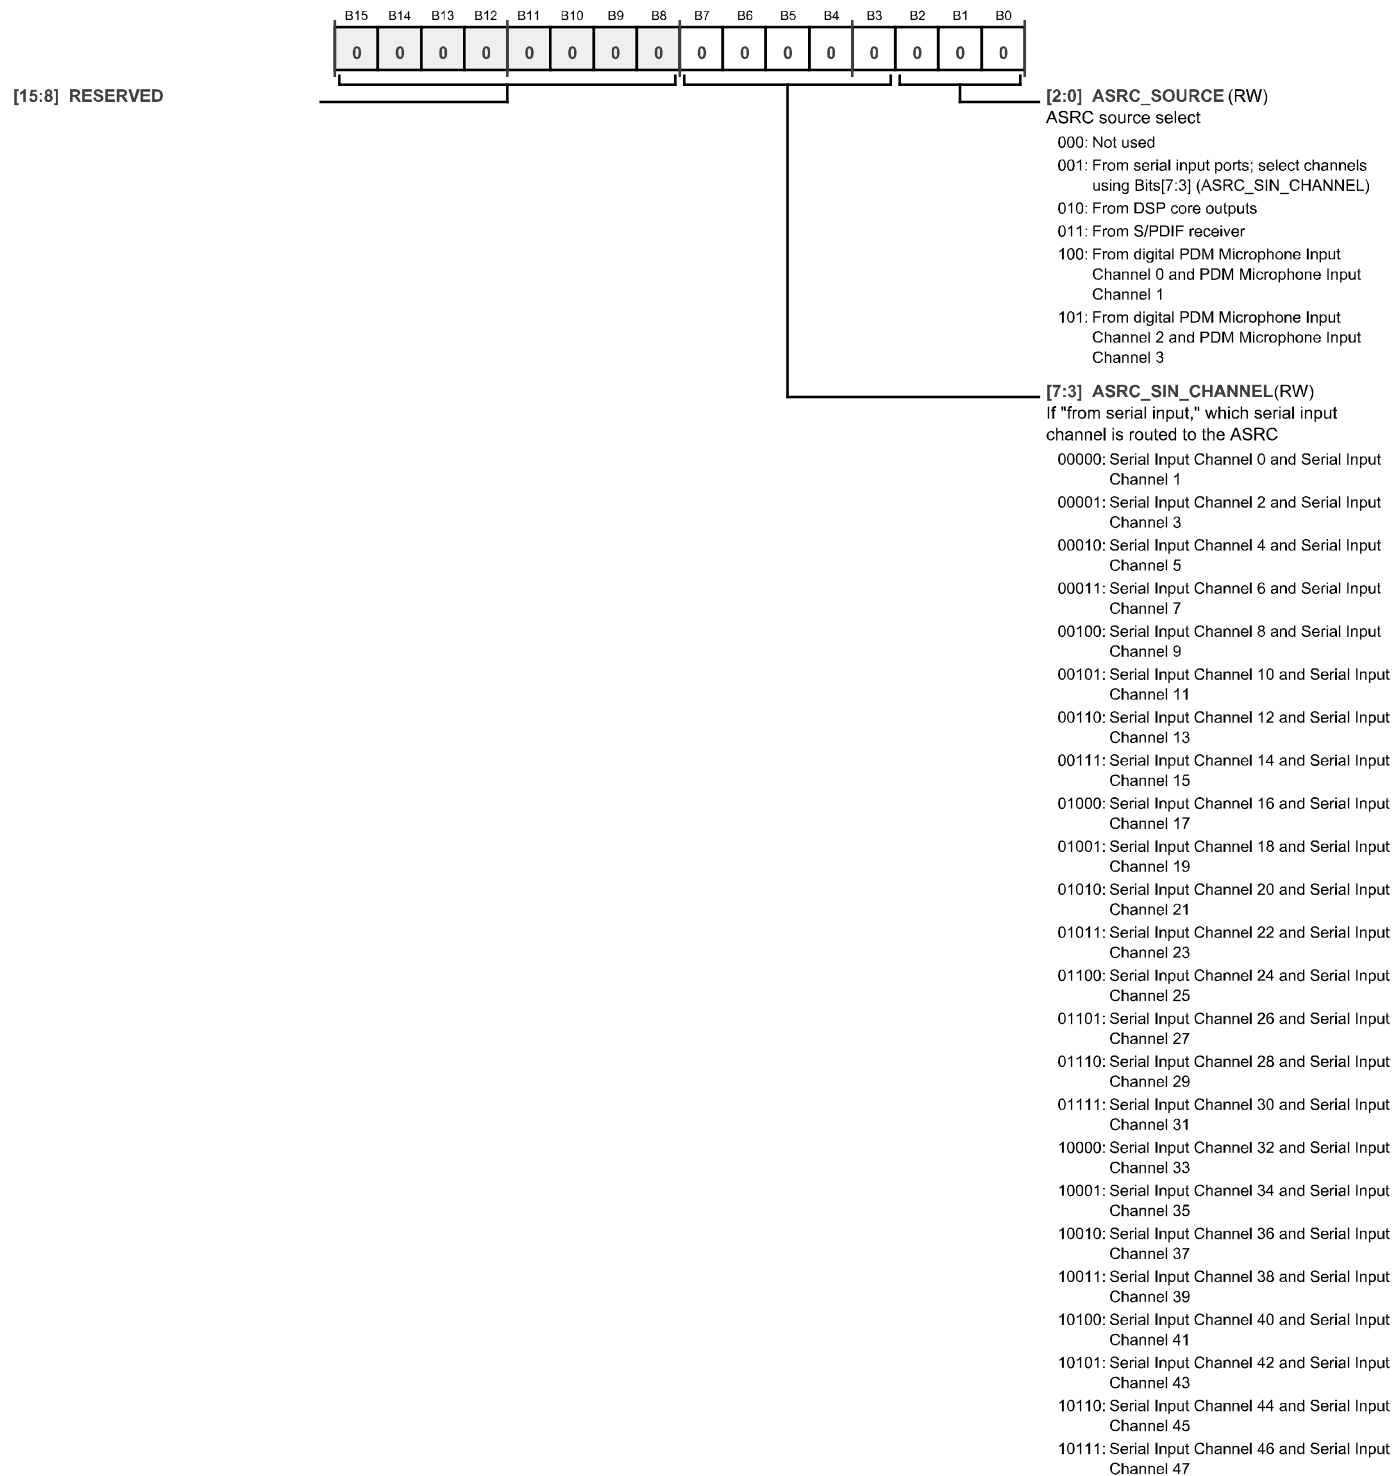 B15 B14 B13 B12 B11 B10 B9 B8 B7 B6 B5 B4 B3 B2 B1 B0
0 0 0 0 0 0 0 0 0 0 0 0 0 0 0 0
[15:8] RESERVED
[2:0] ASRC_SOURCE (RW)
ASRC source select
000: Not used
001: From serial input ports; select channels
using Bits[7:3] (ASRC_SIN_CHANNEL)
010: From DSP core outputs
011: From S/PDIF receiver
100: From digital PDM Microphone Input
Channel 0 and PDM Microphone Input
Channel 1
101: From digital PDM Microphone Input
Channel 2 and PDM Microphone Input
Channel 3
[7:3] ASRC_SIN_CHANNEL(RW)
If "from serial input," which serial input
channel is routed to the ASRC
00000: Serial Input Channel 0 and Serial Input
Channel 1
00001: Serial Input Channel 2 and Serial Input
Channel 3
00010: Serial Input Channel 4 and Serial Input
Channel 5
00011: Serial Input Channel 6 and Serial Input
Channel 7
00100: Serial Input Channel 8 and Serial Input
Channel 9
00101: Serial Input Channel 10 and Serial Input
Channel 11
00110: Serial Input Channel 12 and Serial Input
Channel 13
00111: Serial Input Channel 14 and Serial Input
Channel 15
01000: Serial Input Channel 16 and Serial Input
Channel 17
01001: Serial Input Channel 18 and Serial Input
Channel 19
01010: Serial Input Channel 20 and Serial Input
Channel 21
01011: Serial Input Channel 22 and Serial Input
Channel 23
01100: Serial Input Channel 24 and Serial Input
Channel 25
01101: Serial Input Channel 26 and Serial Input
Channel 27
01110: Serial Input Channel 28 and Serial Input
Channel 29
01111: Serial Input Channel 30 and Serial Input
Channel 31
10000: Serial Input Channel 32 and Serial Input
Channel 33
10001: Serial Input Channel 34 and Serial Input
Channel 35
10010: Serial Input Channel 36 and Serial Input
Channel 37
10011: Serial Input Channel 38 and Serial Input
Channel 39
10100: Serial Input Channel 40 and Serial Input
Channel 41
10101: Serial Input Channel 42 and Serial Input
Channel 43
10110: Serial Input Channel 44 and Serial Input
Channel 45
10111: Serial Input Channel 46 and Serial Input
Channel 47